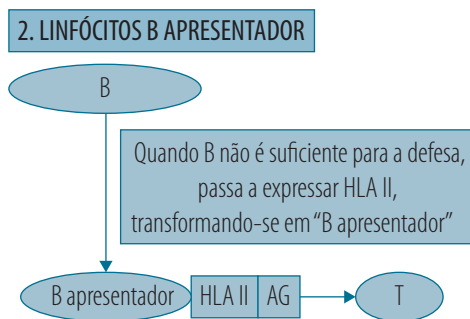 2. LINFÓCITOS B APRESENTADOR
B
Quando B não é suficiente para a defesa,
passa a expressar HLA II,
transformando-se em “B apresentador”
B apresentador HLA II AG T